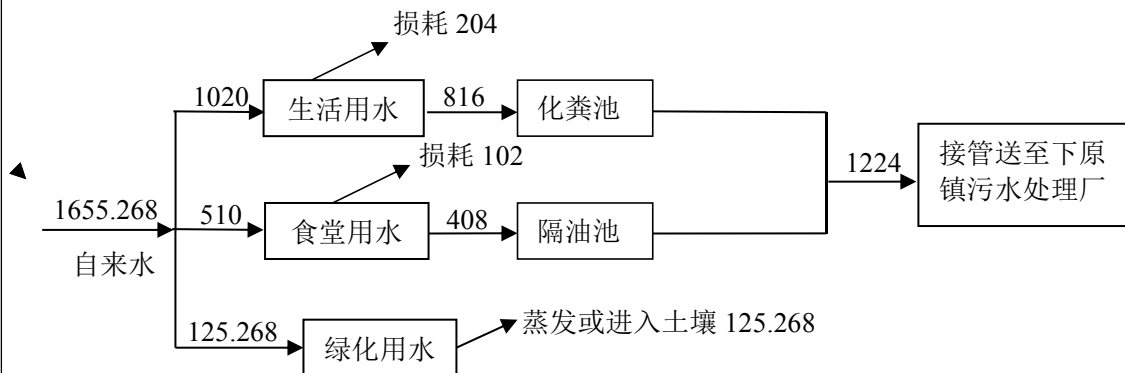 损耗 204
1020
生活用水
816
化粪池
损耗 102
1224
接管送至下原
镇污水处理厂
1655.268
自来水
510
食堂用水
408
隔油池
125.268
绿化用水
蒸发或进入土壤 125.268